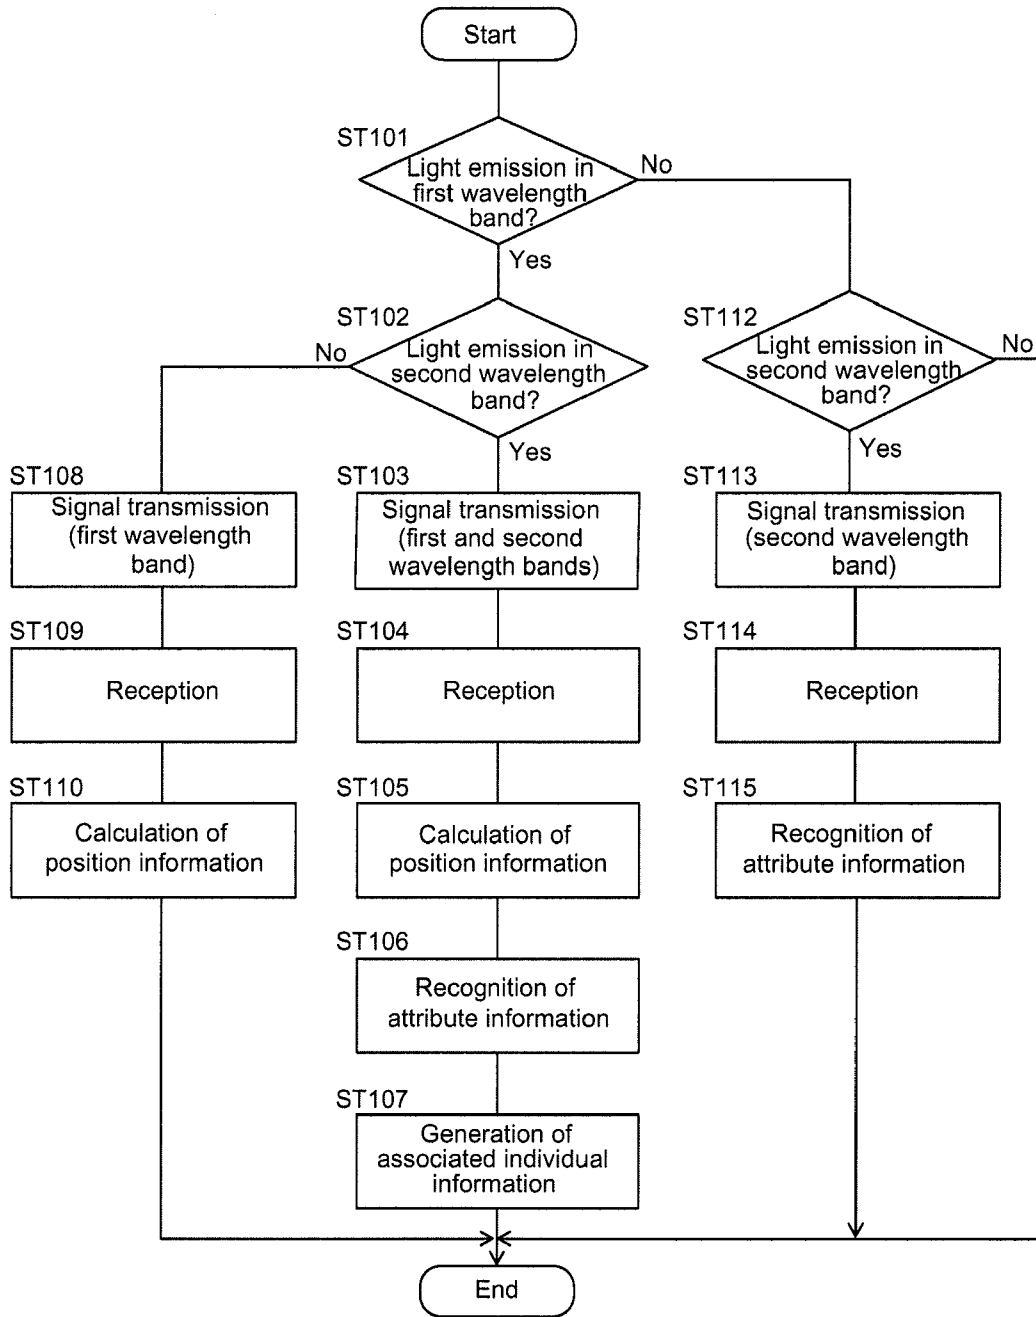 Start
ST101
Light emission in
first wavelength
band?
No
Yes
ST102
Light emission in
second wavelength
band?
No
Yes
ST112
Light emission in
second wavelength
band?
No
Yes
ST108
Signal transmission
(first wavelength
band)
ST103
Signal transmission
(first and second
wavelength bands)
ST113
Signal transmission
(second wavelength
band)
ST109
Reception
ST104
Reception
ST114
Reception
ST110
Calculation of
position information
ST105
Calculation of
position information
ST115
Recognition of
attribute information
ST106
Recognition of
attribute information
ST107
Generation of
associated individual
information
End